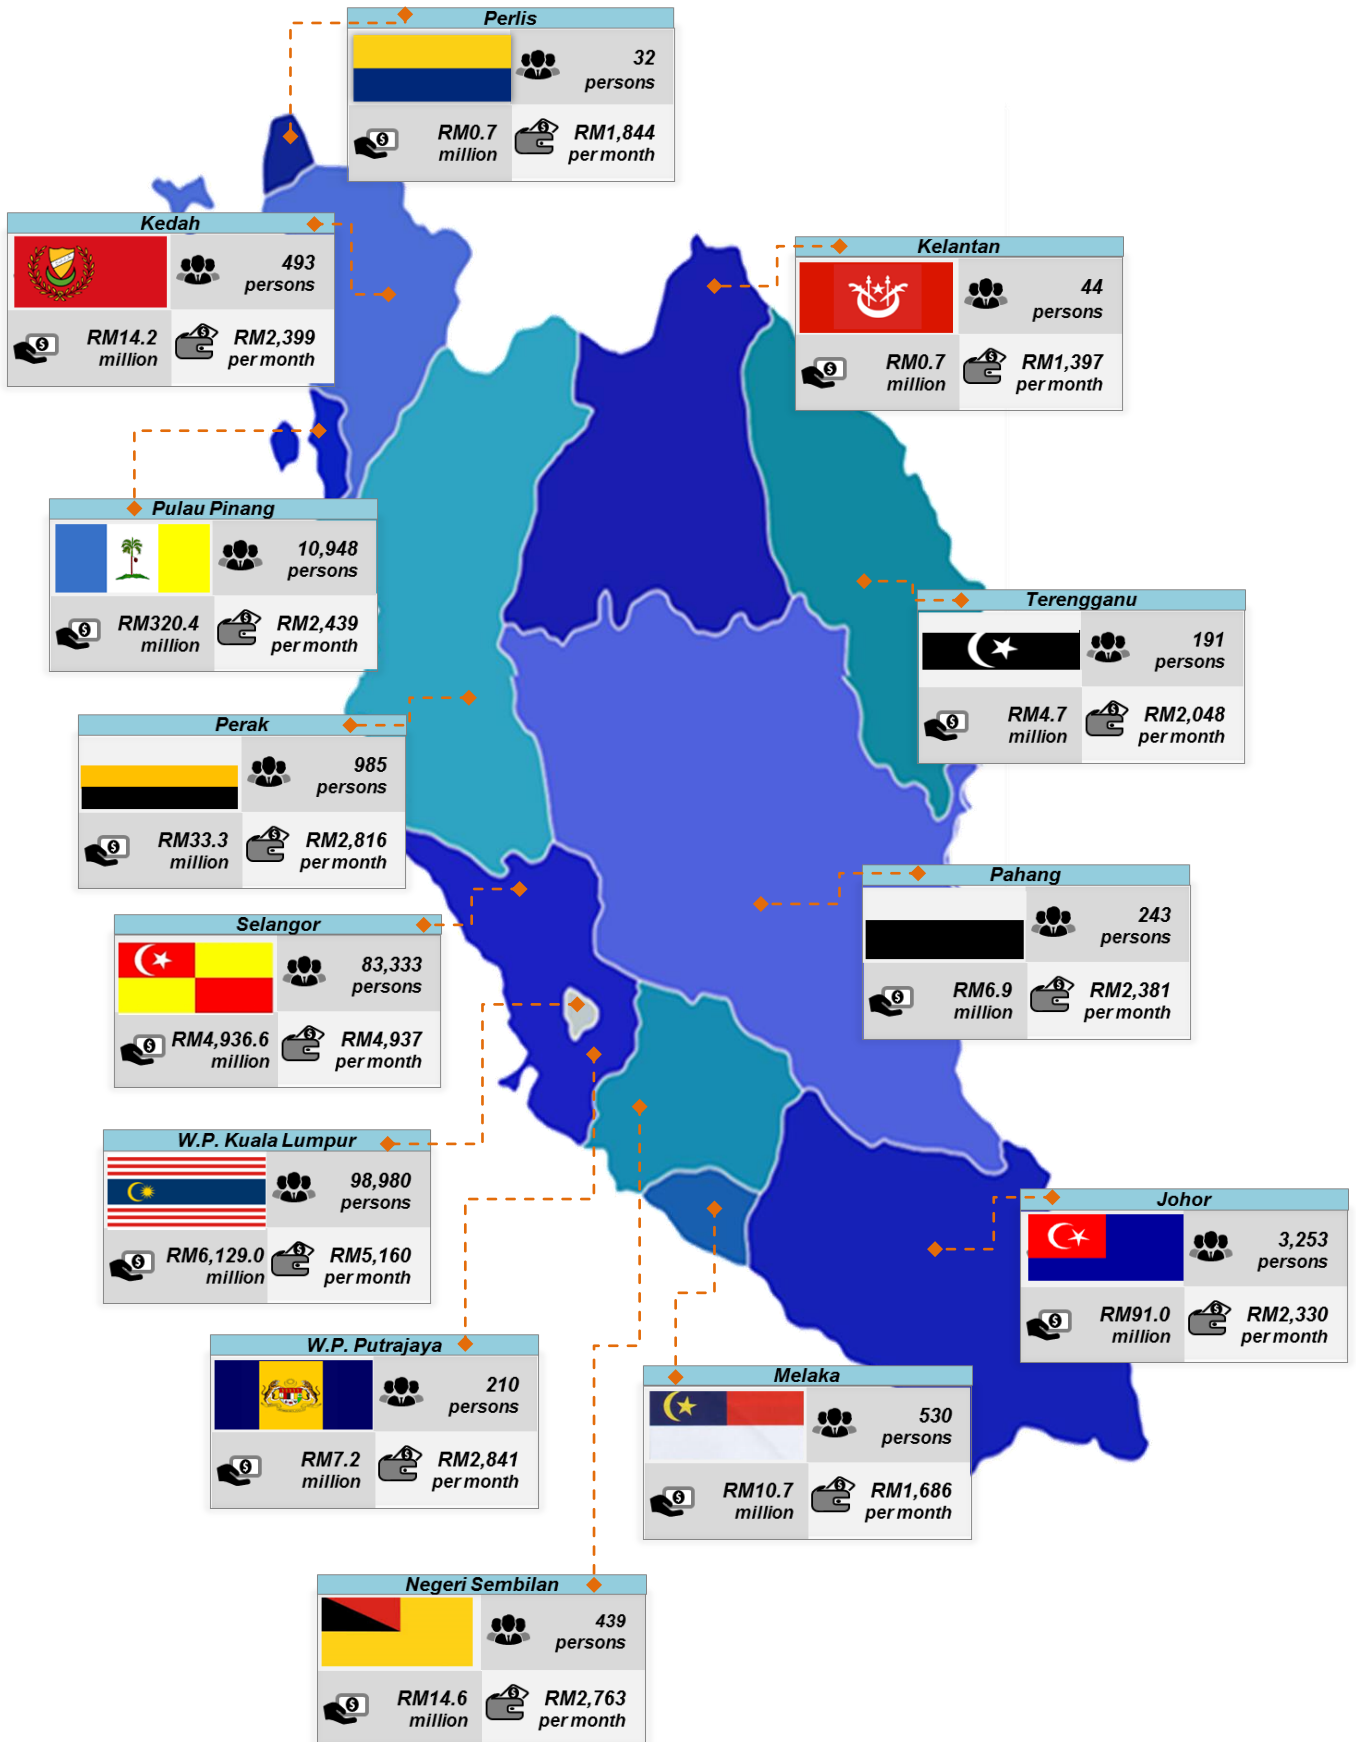 Perlis
32
persons
RM0.7
million
RM1,844
per month
Kedah
493
persons
RM14.2
million
RM2,399
per month
Kelantan
44
persons
RM0.7
million
RM1,397
per month
Pulau Pinang
10,948
persons
RM320.4
million
RM2,439
per month
Terengganu
191
persons
RM4.7
million
RM2,048
per month
Perak
985
persons
RM33.3
million
RM2,816
per month
Pahang
243
persons
RM6.9
million
RM2,381
per month
Selangor
83,333
persons
RM4,936.6
million
RM4,937
per month
W.P. Kuala Lumpur
98,980
persons
RM6,129.0
million
RM5,160
per month
Johor
3,253
persons
RM91.0
million
RM2,330
per month
W.P. Putrajaya
210
persons
RM7.2
million
RM2,841
per month
Melaka
530
persons
RM10.7
million
RM1,686
per month
Negeri Sembilan
439
persons
RM14.6
million
RM2,763
per month